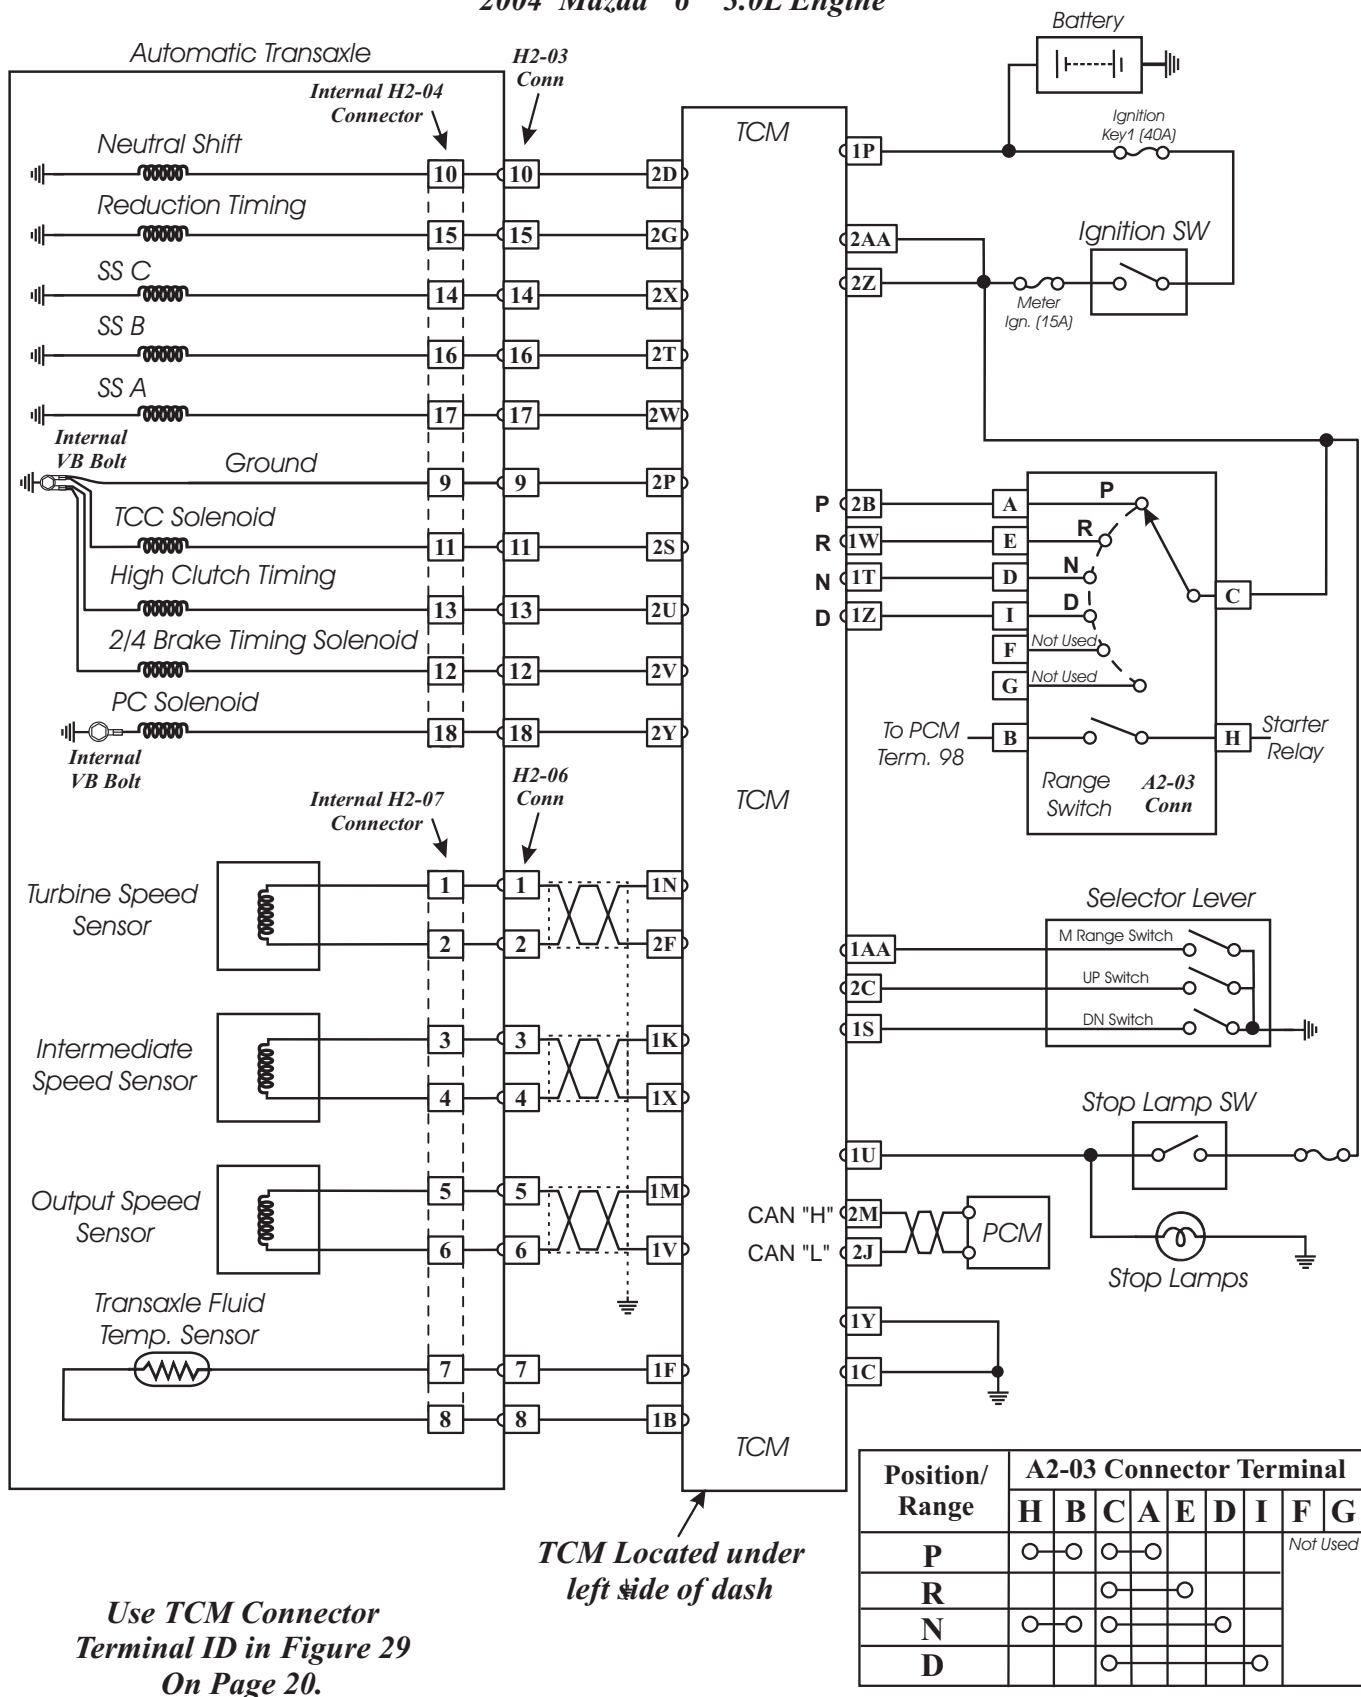 2004 Mazda "6" 3.0L Engine
Automatic Transaxle
H2-03
Conn
Internal H2-04
Connector
Neutral Shift
10
10
2D
Reduction Timing
15
15
2G
SS C
14
14
2X
SS B
16
16
2T
SS A
17
17
2W
Internal
VB Bolt
Ground
9
9
2P
TCC Solenoid
11
11
2S
High Clutch Timing
13
13
2U
2/4 Brake Timing Solenoid
12
12
2V
PC Solenoid
18
18
2Y
Internal
VB Bolt
H2-06
Conn
Internal H2-07
Connector
Turbine Speed
Sensor
1
1
1N
2
2
2F
Intermediate
Speed Sensor
3
3
1K
4
4
1X
Output Speed
Sensor
5
5
1M
6
6
1V
Transaxle Fluid
Temp. Sensor
7
7
1F
8
8
1B
TCM
TCM
TCM
Battery
1P
Ignition
Key1 (40A)
2AA
Ignition SW
2Z
Meter
Ign. (15A)
P
2B
A
P
R
1W
E
R
N
1T
D
N
D
1Z
I
D
C
F
Not Used
G
Not Used
To PCM
Term. 98
B
H
Starter
Relay
Range
Switch
A2-03
Conn
Selector Lever
1AA
M Range Switch
2C
UP Switch
1S
DN Switch
Stop Lamp SW
1U
CAN "H"
2M
CAN "L"
2J
PCM
Stop Lamps
1Y
1C
TCM Located under
left side of dash
Use TCM Connector
Terminal ID in Figure 29
On Page 20.
Position/
Range
A2-03 Connector Terminal
H B C A E D I F G
P
Not Used
R
N
D